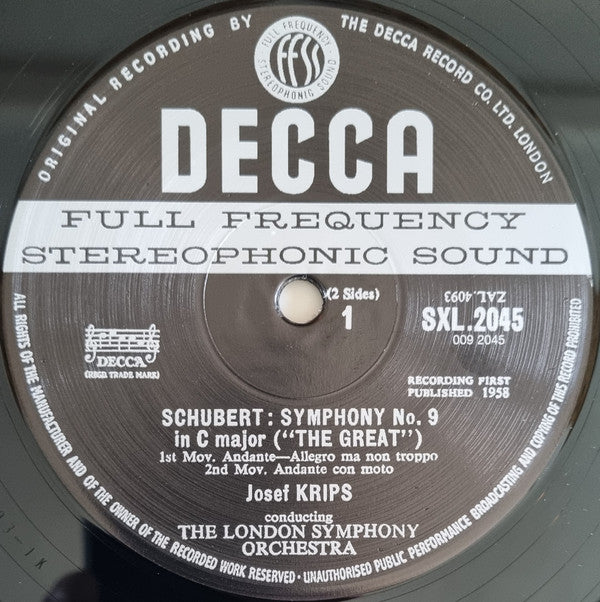 ORIGINAL RECORDING BY THE DECCA RECORD CO. LTD. LONDON
FULL FREQUENCY
ffss
STEREOPHONIC SOUND
DECCA
FULL FREQUENCY
STEREOPHONIC SOUND
(2 Sides)
1
ZAL.4093
SXL.2045
009 2045
DECCA
(REGD. TRADE MARK)
RECORDING FIRST
PUBLISHED 1958
SCHUBERT : SYMPHONY No. 9
in C major ("THE GREAT")
1st Mov. Andante—Allegro ma non troppo
2nd Mov. Andante con moto
Josef KRIPS
conducting
THE LONDON SYMPHONY
ORCHESTRA
ALL RIGHTS OF THE MANUFACTURER AND OF THE OWNER OF THE RECORDED WORK RESERVED · UNAUTHORISED PUBLIC PERFORMANCE BROADCASTING AND COPYING OF THIS RECORD PROHIBITED